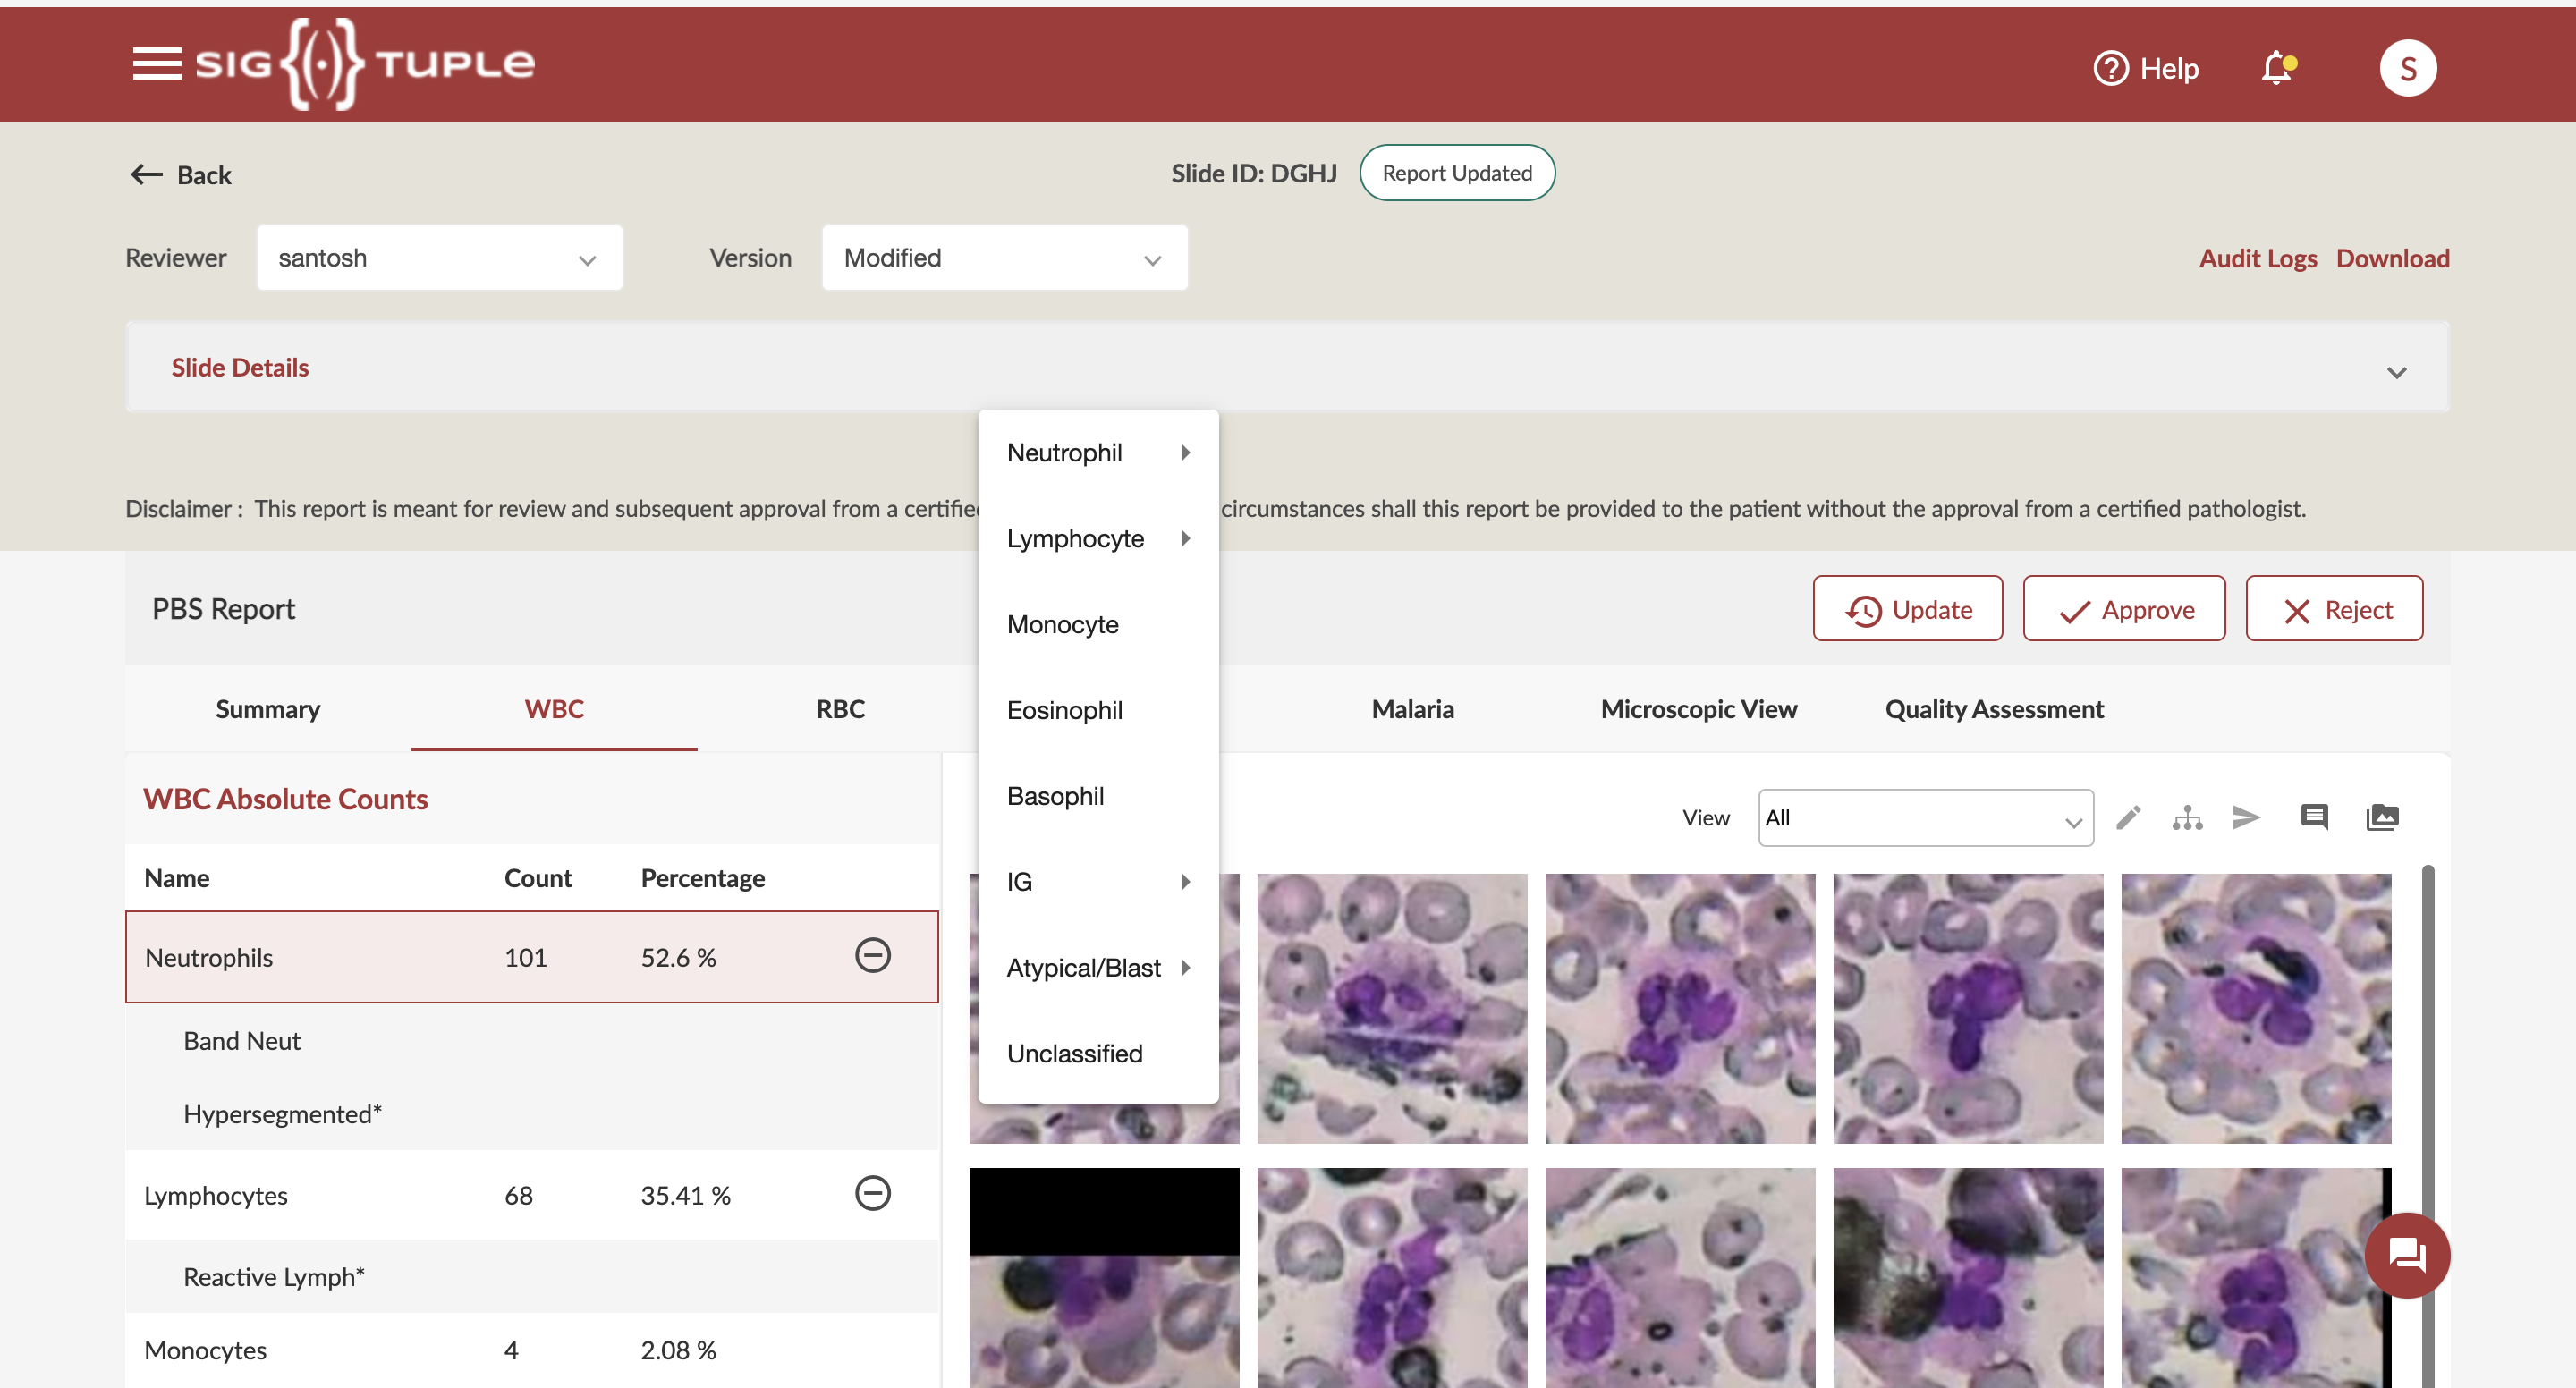 SIG TUPLE
Help
S
Back
Slide ID: DGHJ
Report Updated
Reviewer
santosh
Version
Modified
Audit Logs
Download
Slide Details
Disclaimer : This report is meant for review and subsequent approval from a
circumstances shall this report be provided to the patient without the approval from a certified pathologist.
PBS Report
Update
Approve
Reject
Summary
WBC
RBC
Malaria
Microscopic View
Quality Assessment
Neutrophil
Lymphocyte
Monocyte
Eosinophil
Basophil
IG
Atypical/Blast
Unclassified
WBC Absolute Counts
View
All
Name Count Percentage
Neutrophils 101 52.6 %
Band Neut
Hypersegmented*
Lymphocytes 68 35.41 %
Reactive Lymph*
Monocytes 4 2.08 %